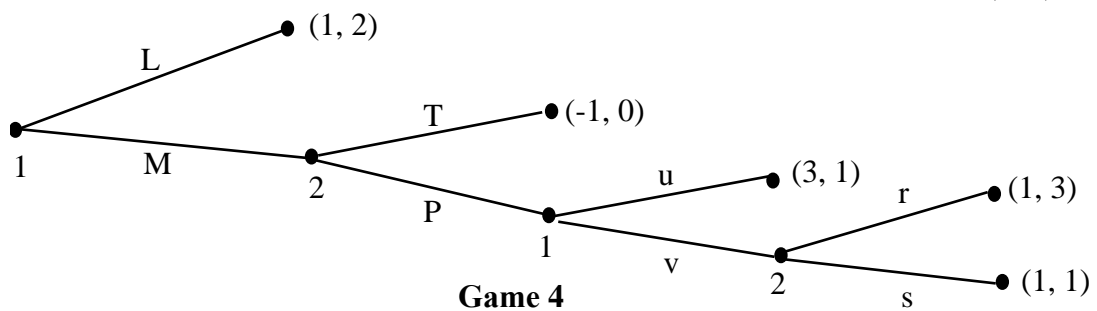 (1, 2)
L
T
(-1, 0)
1
M
2
P
u
(3, 1)
r
(1, 3)
1
v
2
s
(1, 1)
Game 4